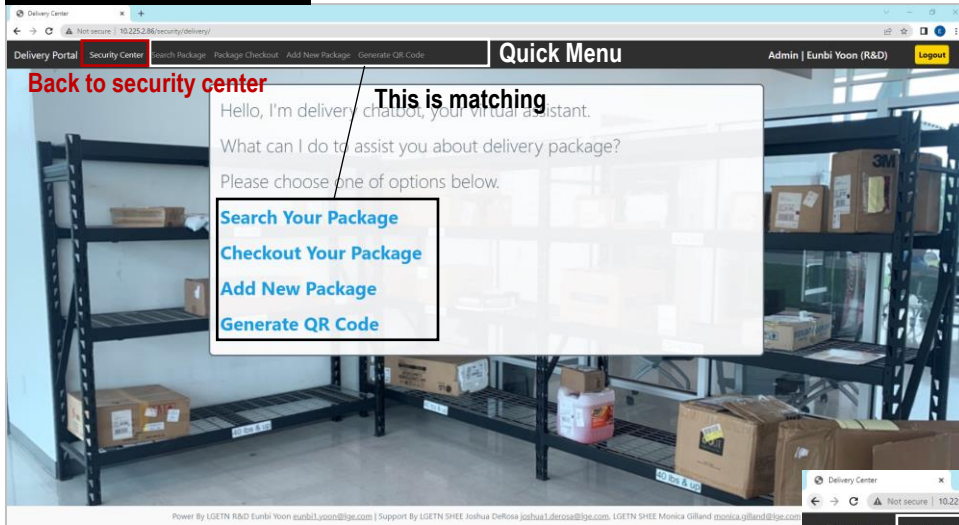 Delivery Center
Not secure | 10.225.2.86/security/delivery/
Delivery Portal Security Center Search Package Package Checkout Add New Package Generate QR Code Quick Menu Admin | Eunbi Yoon (R&D) Logout
Back to security center
This is matching
Hello, I'm delivery chatbot, your virtual assistant.
What can I do to assist you about delivery package?
Please choose one of options below.
Search Your Package
Checkout Your Package
Add New Package
Generate QR Code
3M
40 lbs & up
40 lbs & up
Power By LGETN R&D Eunbi Yoon eunbi1.yoon@lge.com | Support By LGETN SHEE Joshua DeRosa joshua1.derosa@lge.com, LGETN SHEE Monica Gilland monica.gilland@lge.com
Delivery Center
Not secure | 10.22